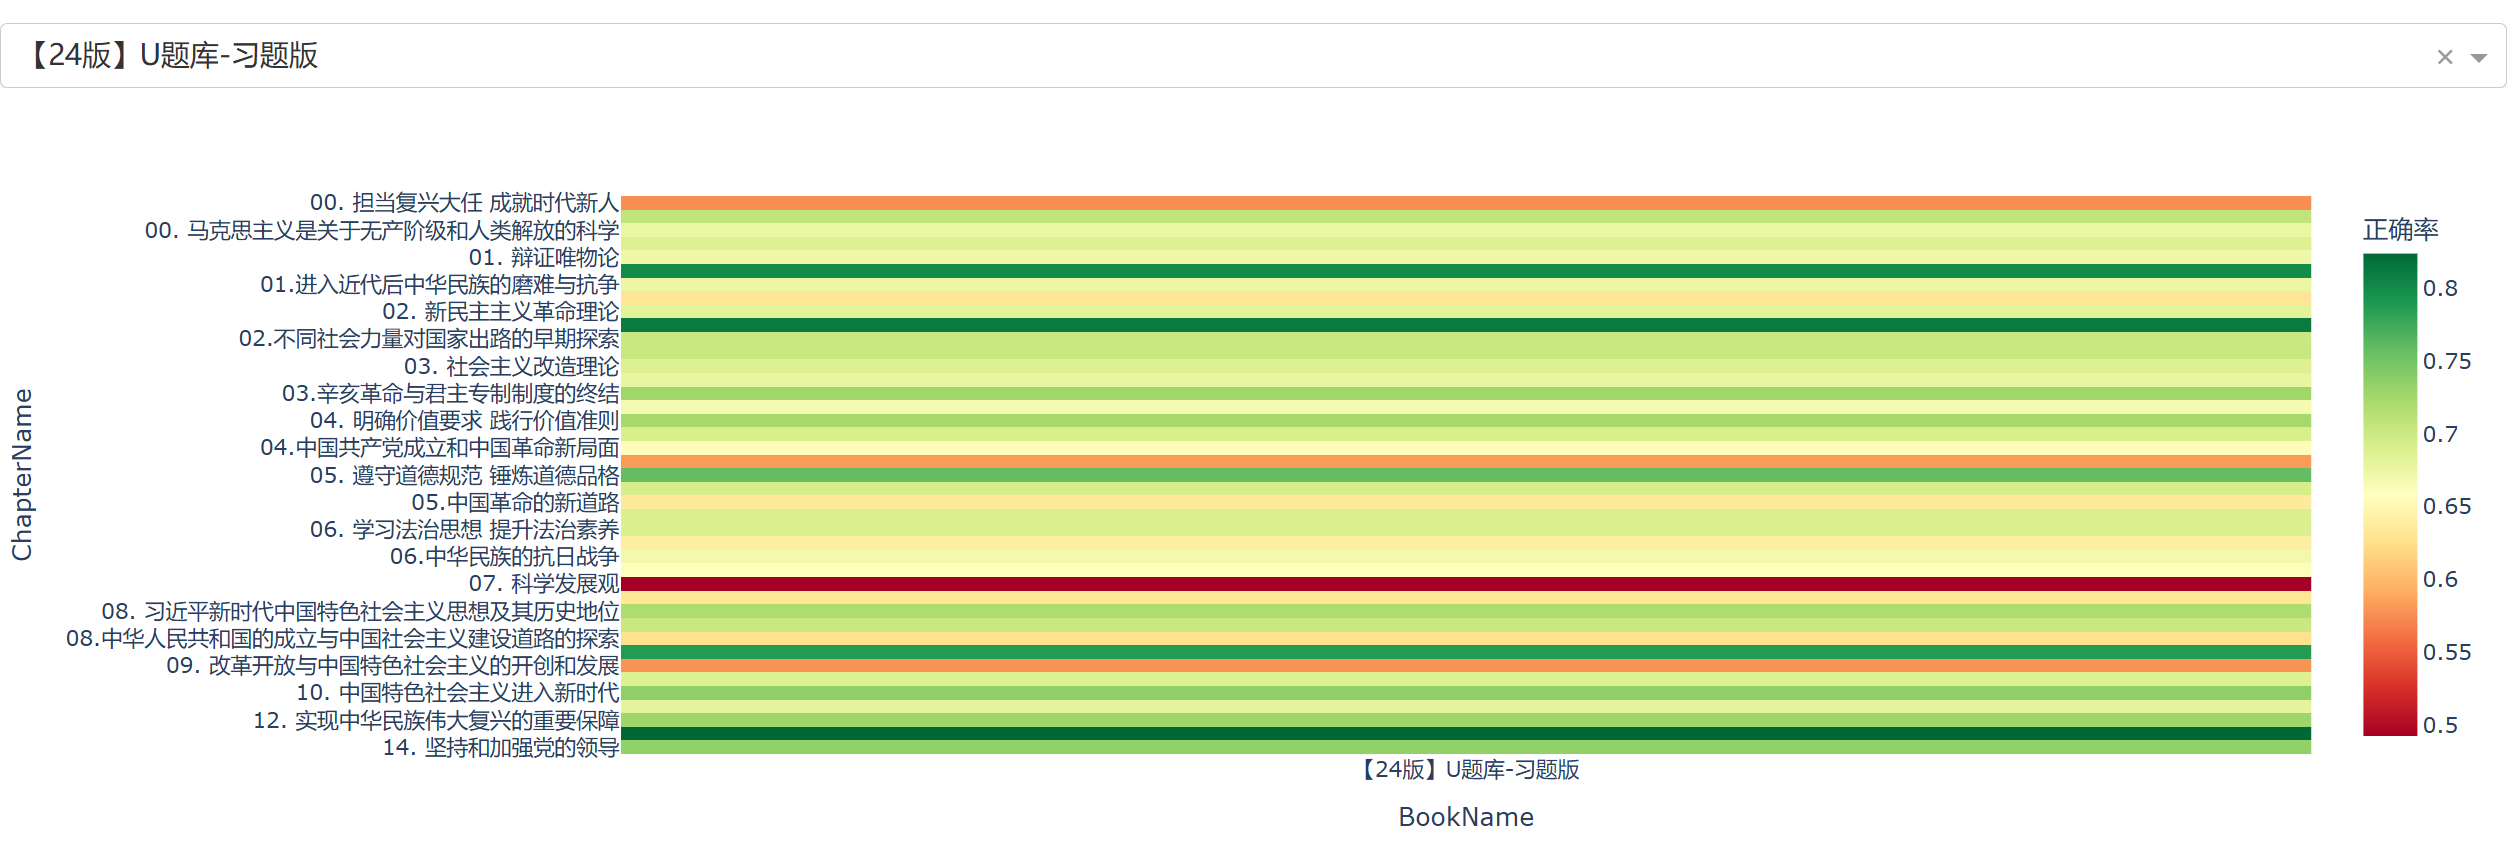 【24版】U题库-习题版
× 
00. 担当复兴大任 成就时代新人
00. 马克思主义是关于无产阶级和人类解放的科学
01. 辩证唯物论
01.进入近代后中华民族的磨难与抗争
02. 新民主主义革命理论
02.不同社会力量对国家出路的早期探索
03. 社会主义改造理论
03.辛亥革命与君主专制制度的终结
04. 明确价值要求 践行价值准则
04.中国共产党成立和中国革命新局面
05. 遵守道德规范 锤炼道德品格
05.中国革命的新道路
06. 学习法治思想 提升法治素养
06.中华民族的抗日战争
07. 科学发展观
08. 习近平新时代中国特色社会主义思想及其历史地位
08.中华人民共和国的成立与中国社会主义建设道路的探索
09. 改革开放与中国特色社会主义的开创和发展
10. 中国特色社会主义进入新时代
12. 实现中华民族伟大复兴的重要保障
14. 坚持和加强党的领导
ChapterName
【24版】U题库-习题版
BookName
正确率
0.8
0.75
0.7
0.65
0.6
0.55
0.5